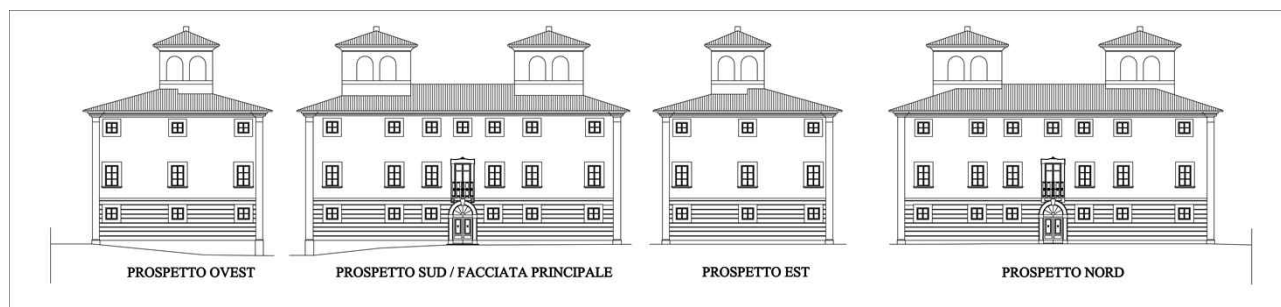 PROSPETTO OVEST
PROSPETTO SUD / FACCIATA PRINCIPALE
PROSPETTO EST
PROSPETTO NORD